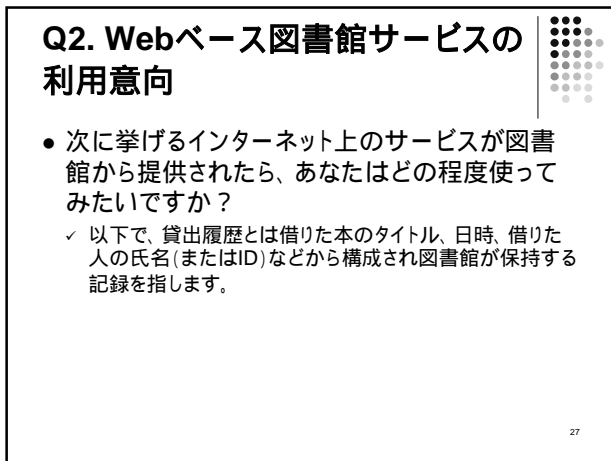 Q2. Webベース図書館サービスの
利用意向
● 次に挙げるインターネット上のサービスが図書
館から提供されたら、あなたはどの程度使って
みたいですか？
✓ 以下で、貸出履歴とは借りた本のタイトル、日時、借りた
人の氏名(またはID)などから構成され図書館が保持する
記録を指します。
27